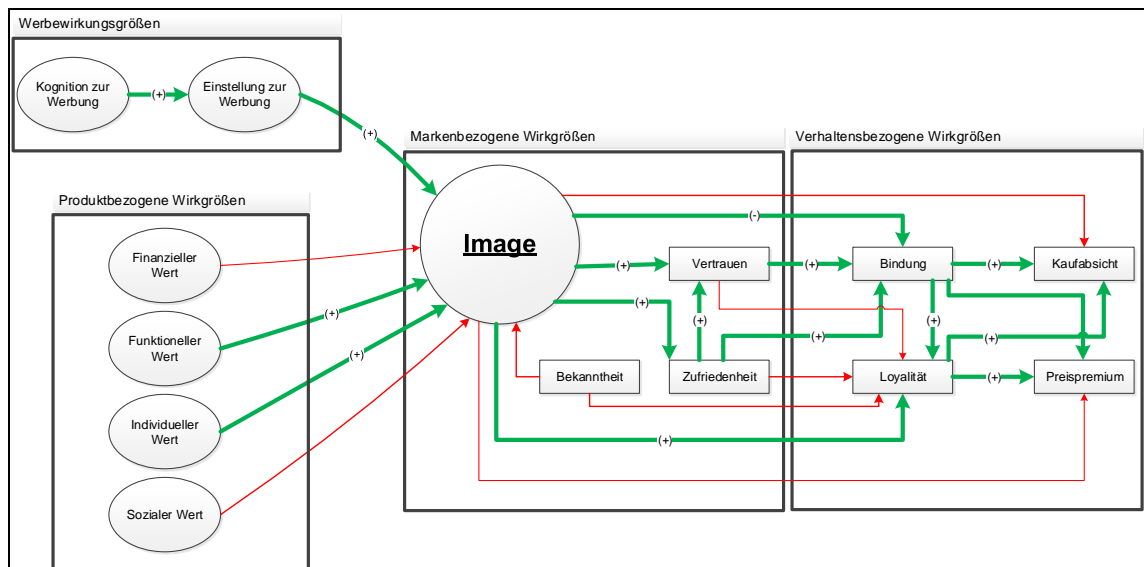 Werbewirkungsgrößen
Kognition zur
Werbung
(+)
Einstellung zur
Werbung
(+)
Produktbezogene Wirkgrößen
Finanzieller
Wert
Funktioneller
Wert
(+)
Individueller
Wert
(+)
Sozialer Wert
Markenbezogene Wirkgrößen
Image
(+)
Vertrauen
(+)
(+)
Bekanntheit
Zufriedenheit
(+)
Verhaltensbezogene Wirkgrößen
(-)
(+)
Bindung
(+)
Kaufabsicht
(+)
(+)
(+)
Loyalität
(+)
Preispremium